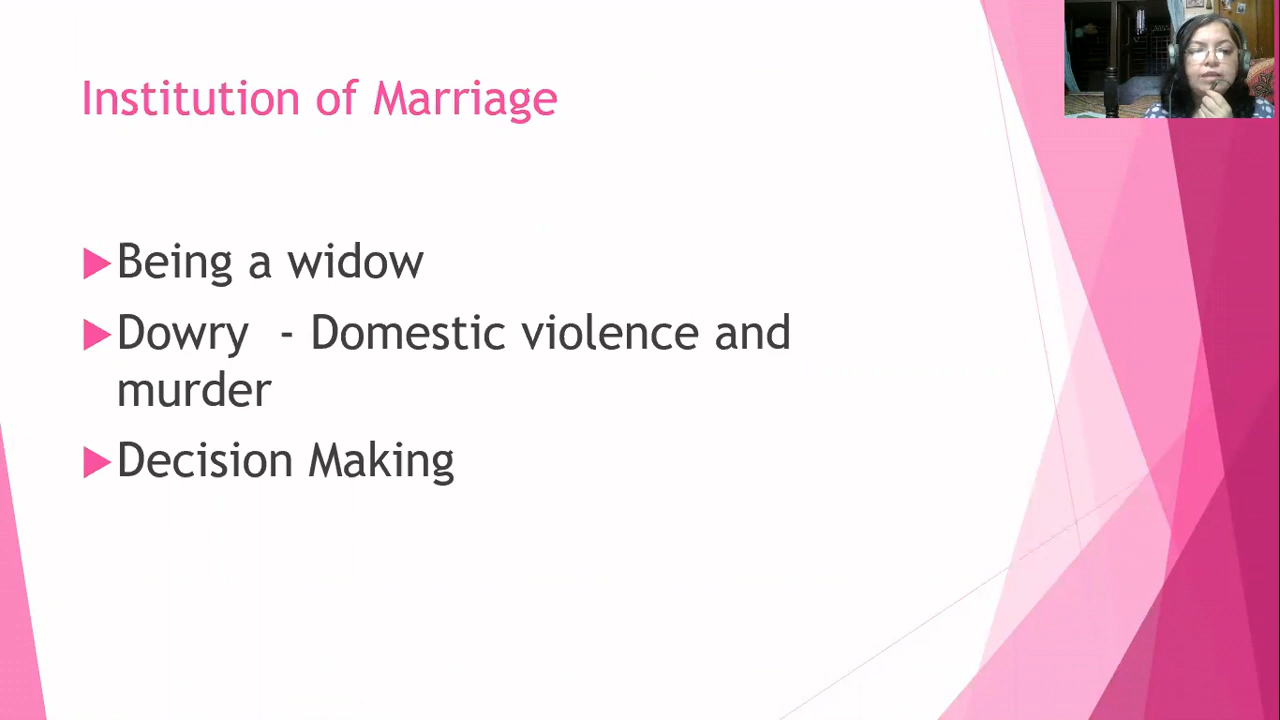 Institution of Marriage
Being a widow
Dowry  - Domestic violence and
murder
Decision Making